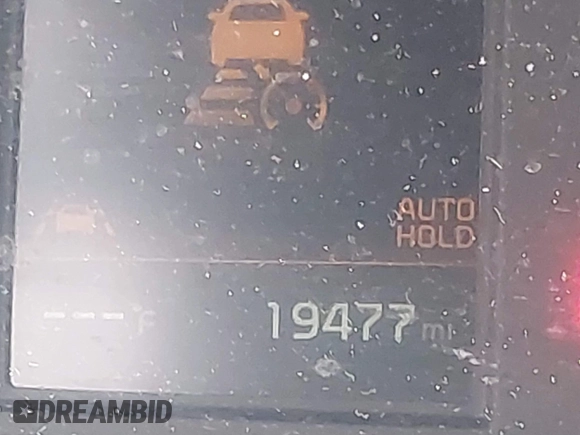 AUTO
HOLD
--- F
19477 mi
DREAMBID